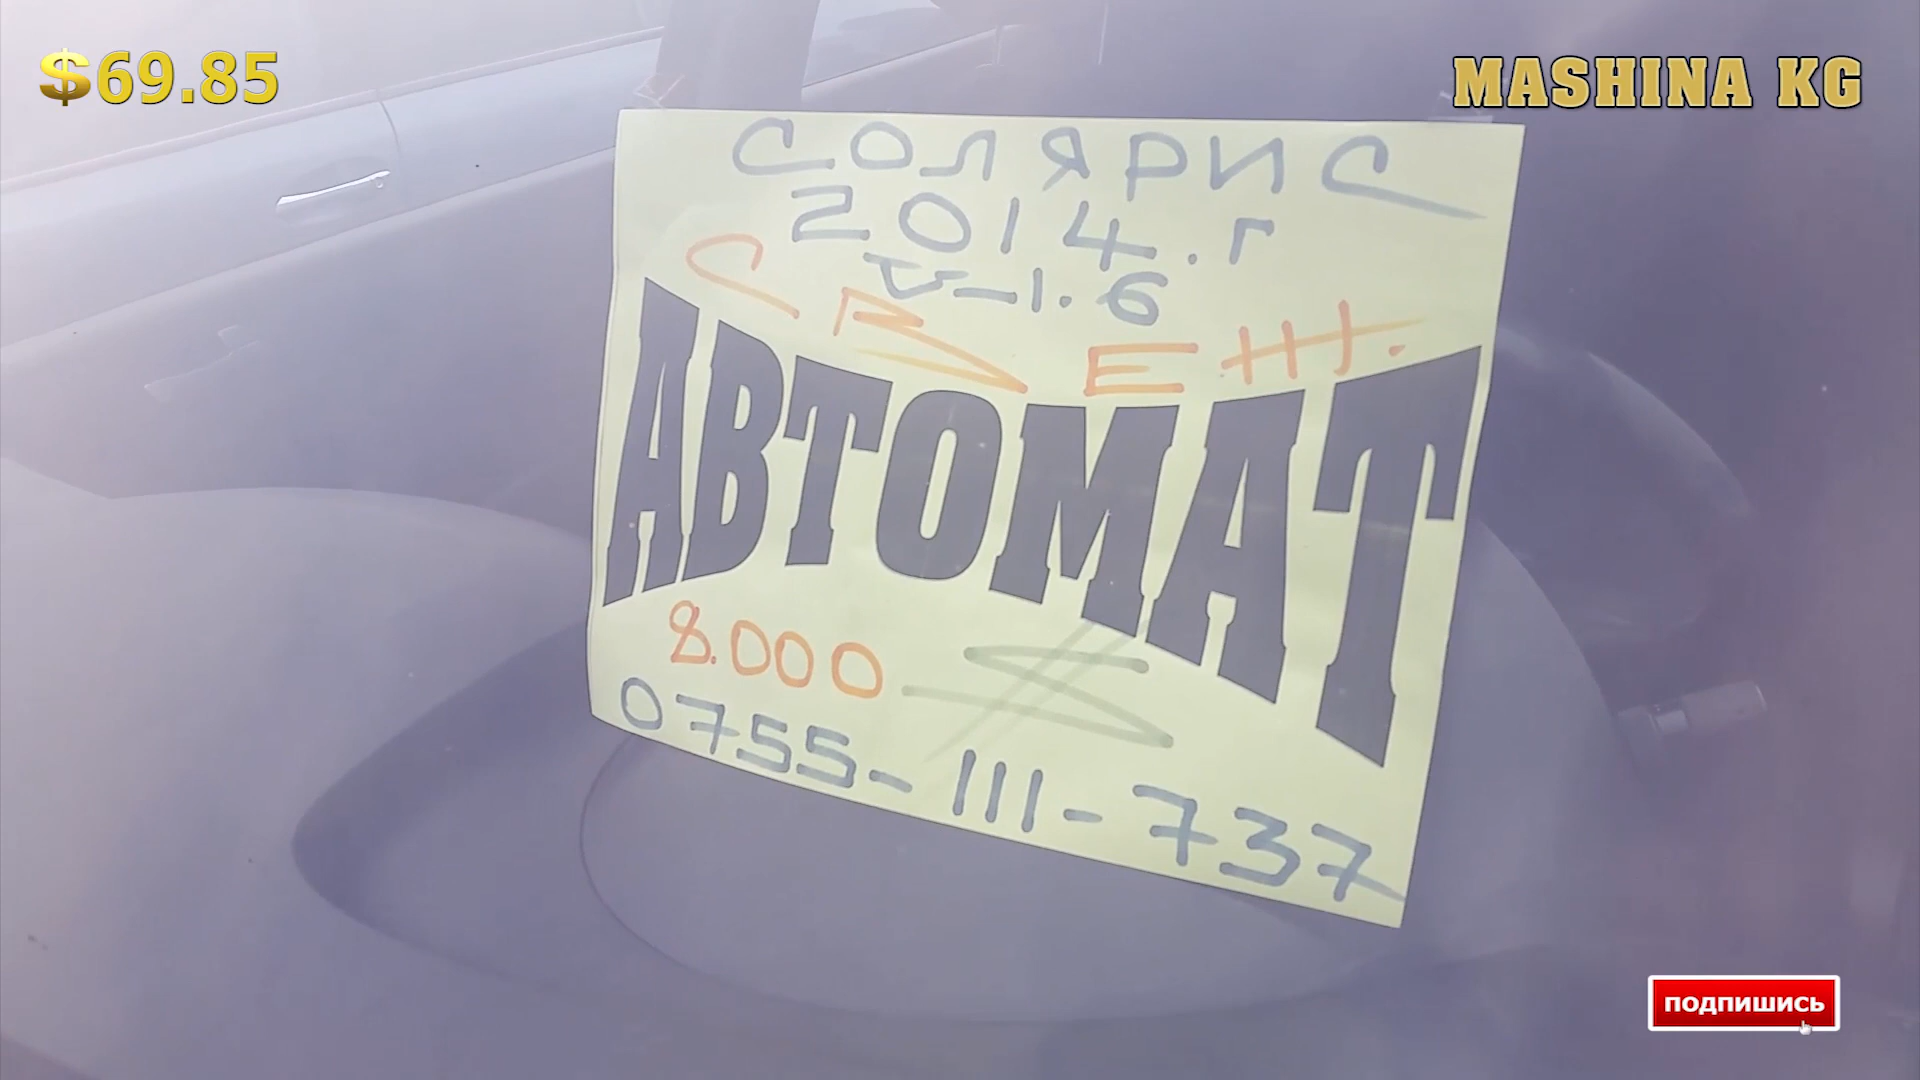 $69.85
MASHINA KG
СОЛЯРИС
2014.г
V-1.6
СВЕЖ.
АВТОМАТ
8.000 $
0755-111-737
ПОДПИШИСЬ